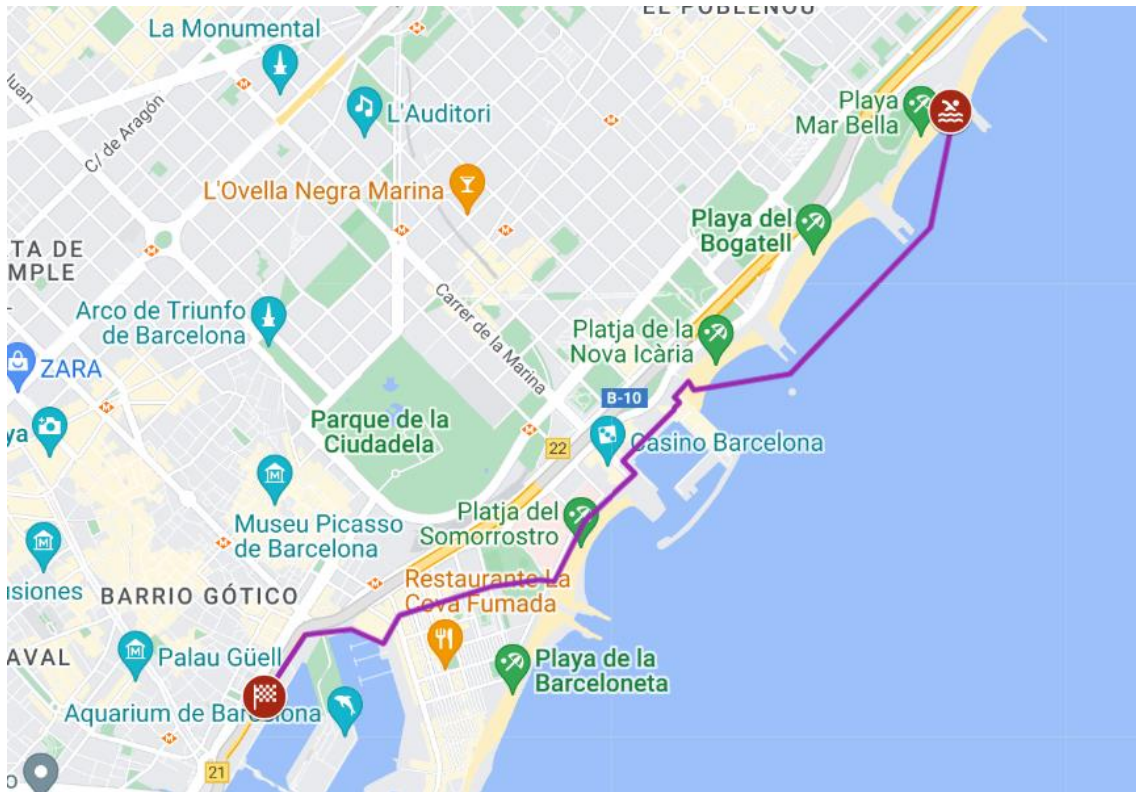 EL POBLENOU
La Monumental
Juan
C/ de Aragón
L'Auditori
Playa
Mar Bella
L'Ovella Negra Marina
Playa del
Bogatell
TA DE
MPLE
Carrer de la Marina
Arco de Triunfo
de Barcelona
Platja de la
Nova Icària
ZARA
B-10
Parque de la
Ciudadela
ya
22
Casino Barcelona
Museu Picasso
de Barcelona
Platja del
Somorrostro
usiones
BARRIO GÓTICO
Restaurante La
Cova Fumada
AVAL
Palau Güell
Playa de la
Barceloneta
Aquarium de Barcelona
21
o